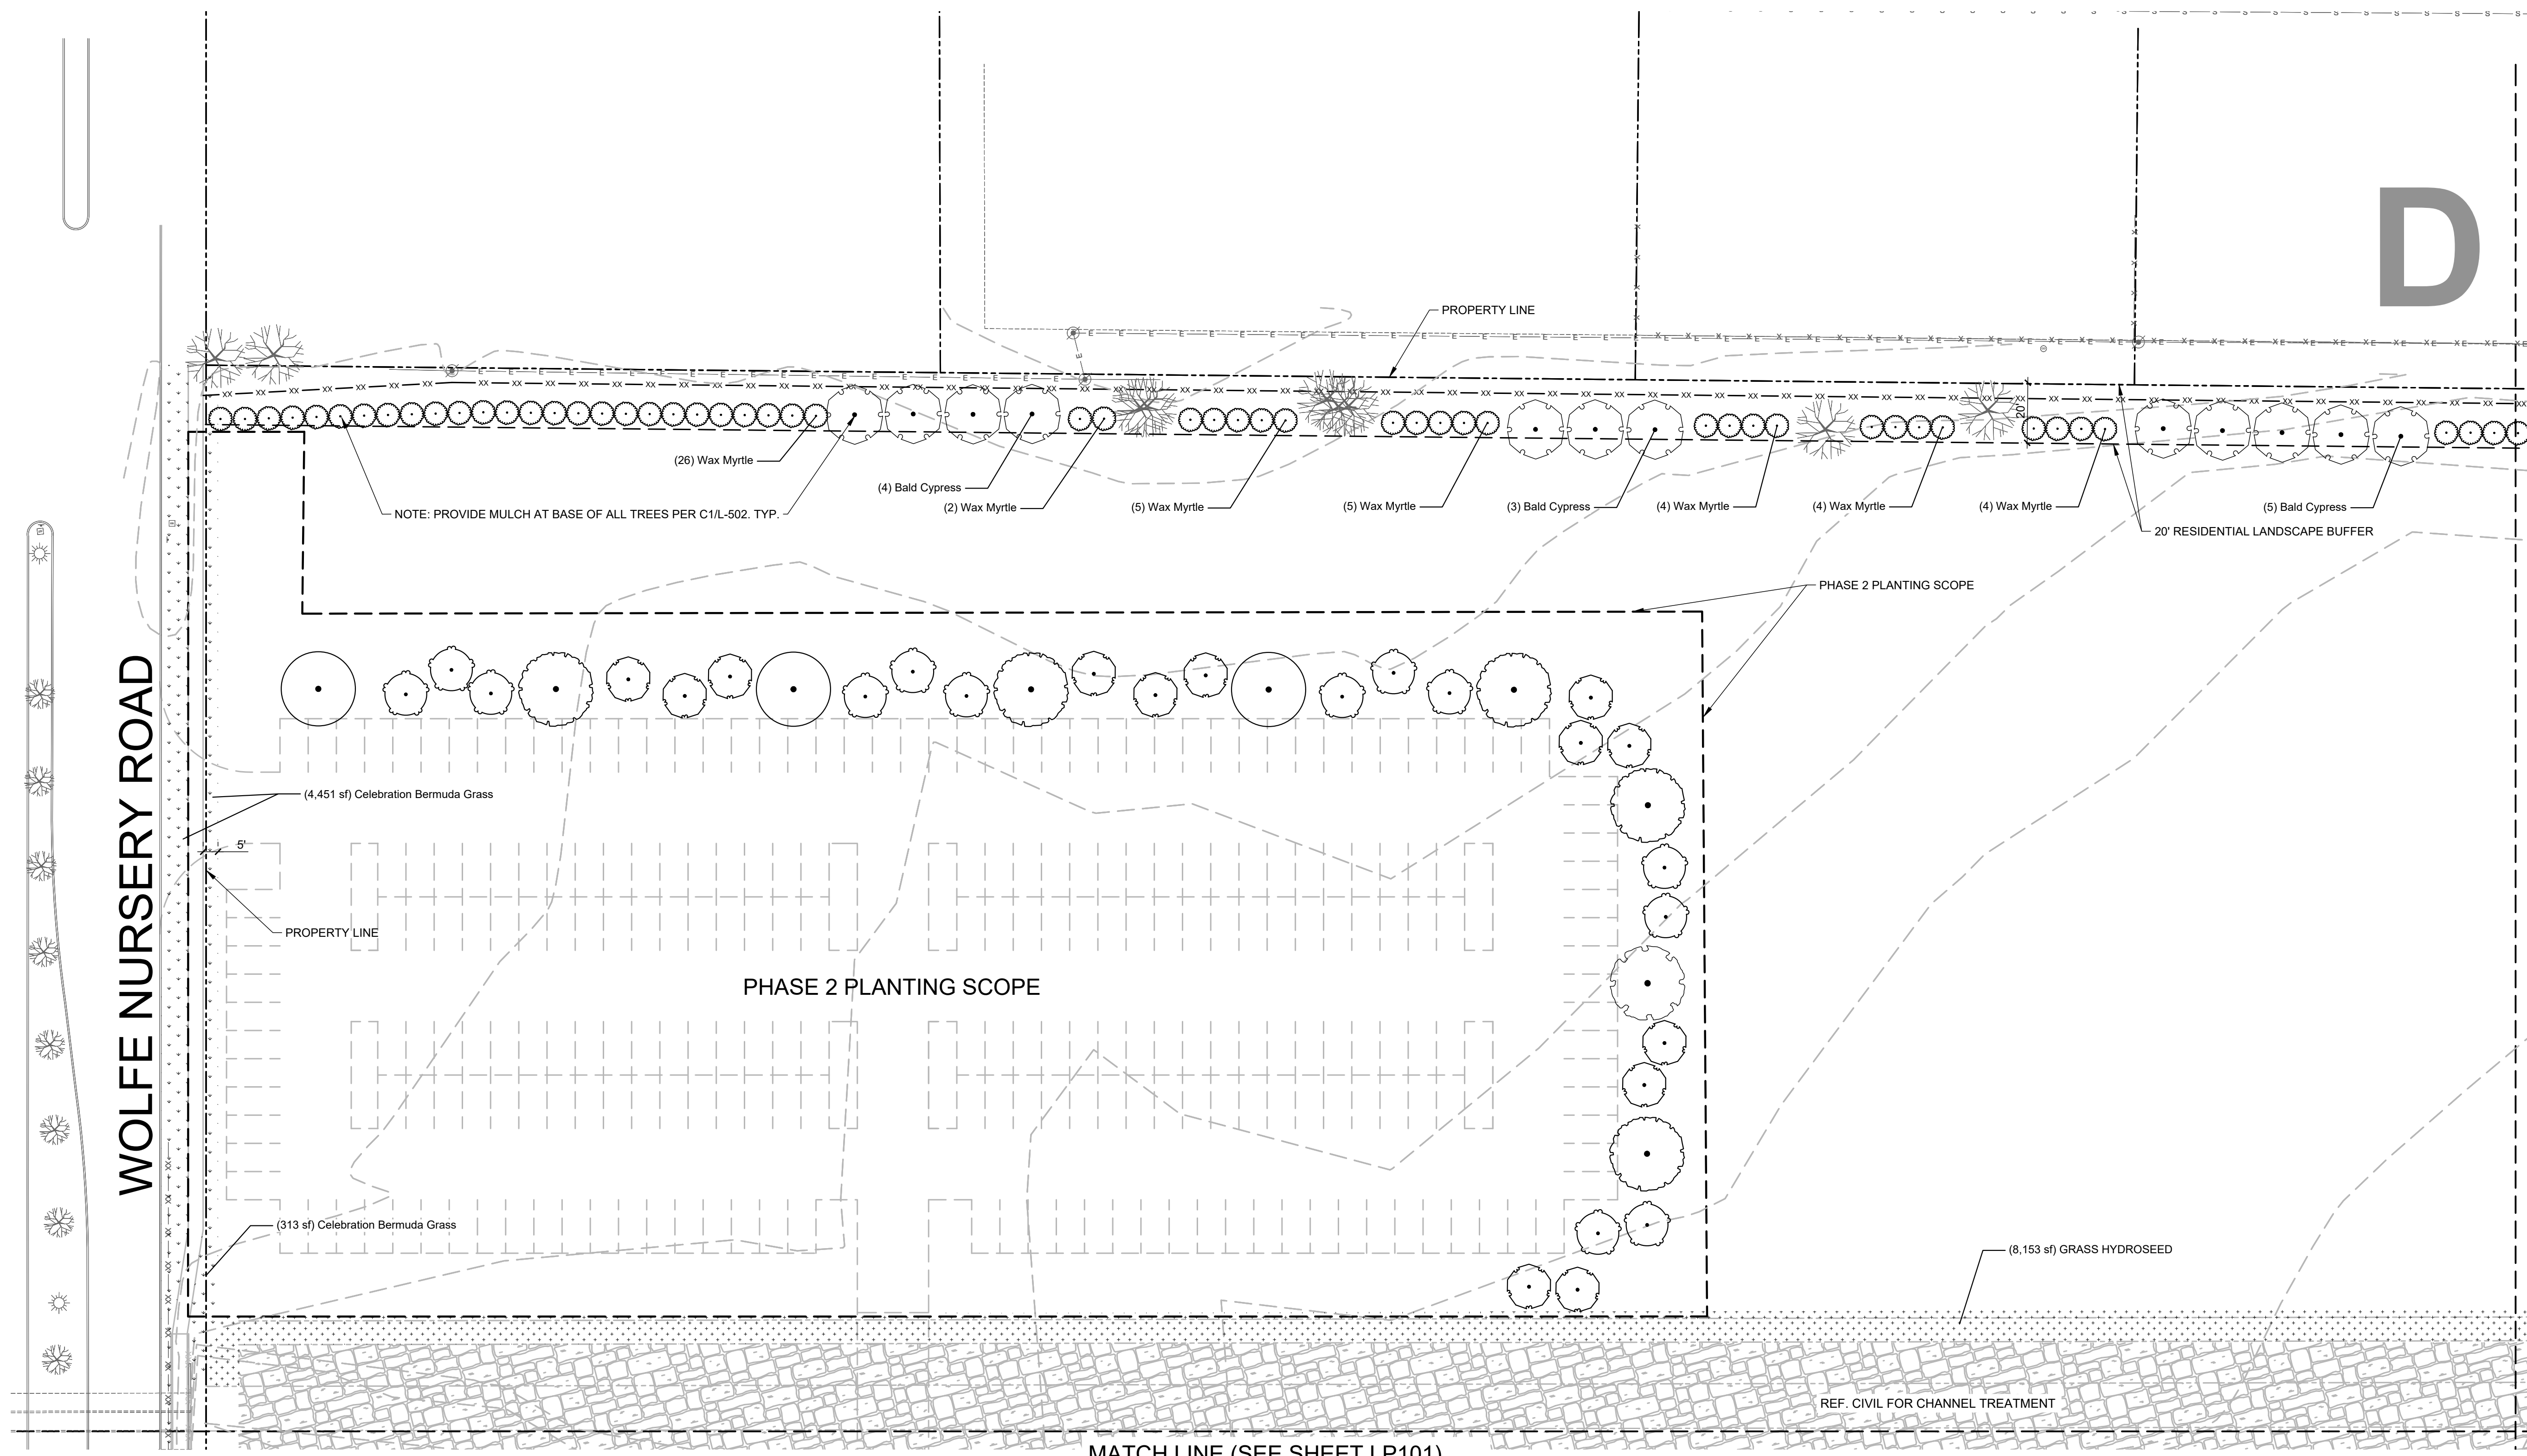 D
PROPERTY LINE
20'
(26) Wax Myrtle
(4) Bald Cypress
(2) Wax Myrtle
(5) Wax Myrtle
(5) Wax Myrtle
(3) Bald Cypress
(4) Wax Myrtle
(4) Wax Myrtle
(4) Wax Myrtle
(5) Bald Cypress
NOTE: PROVIDE MULCH AT BASE OF ALL TREES PER C1/L-502. TYP.
20' RESIDENTIAL LANDSCAPE BUFFER
PHASE 2 PLANTING SCOPE
WOLFE NURSERY ROAD
(4,451 sf) Celebration Bermuda Grass
5'
PROPERTY LINE
PHASE 2 PLANTING SCOPE
(313 sf) Celebration Bermuda Grass
(8,153 sf) GRASS HYDROSEED
REF. CIVIL FOR CHANNEL TREATMENT
MATCH LINE (SEE SHEET LP101)